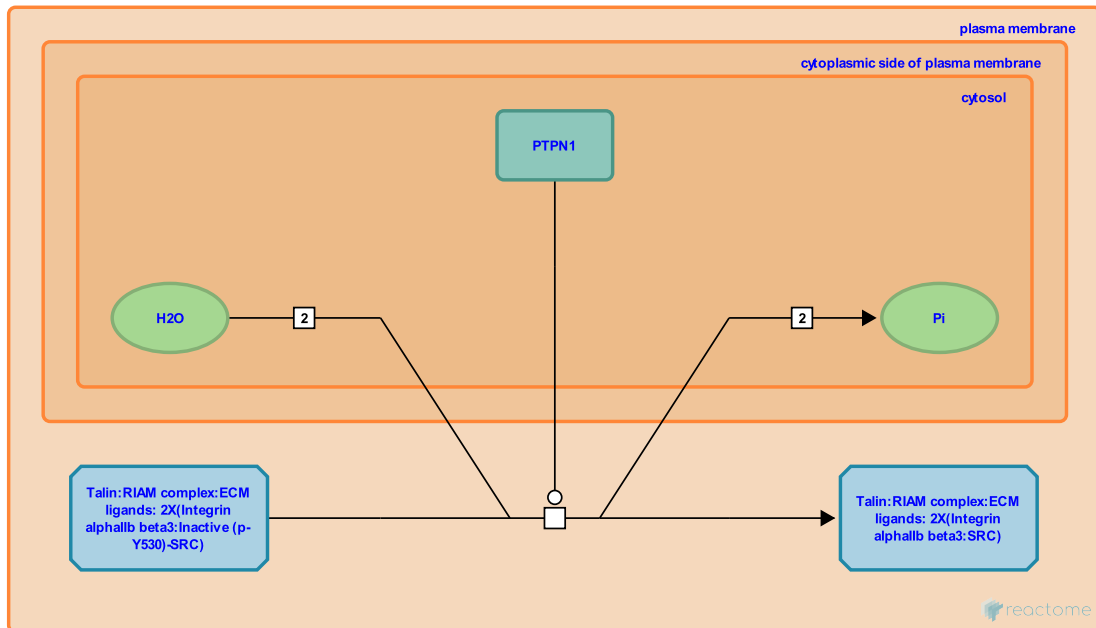 plasma membrane
cytoplasmic side of plasma membrane
cytosol
PTPN1
H2O
2
2
Pi
Talin:RIAM complex:ECM
ligands: 2X(Integrin
alphaIIb beta3:Inactive (p-
Y530)-SRC)
Talin:RIAM complex:ECM
ligands: 2X(Integrin
alphaIIb beta3:SRC)
reactome